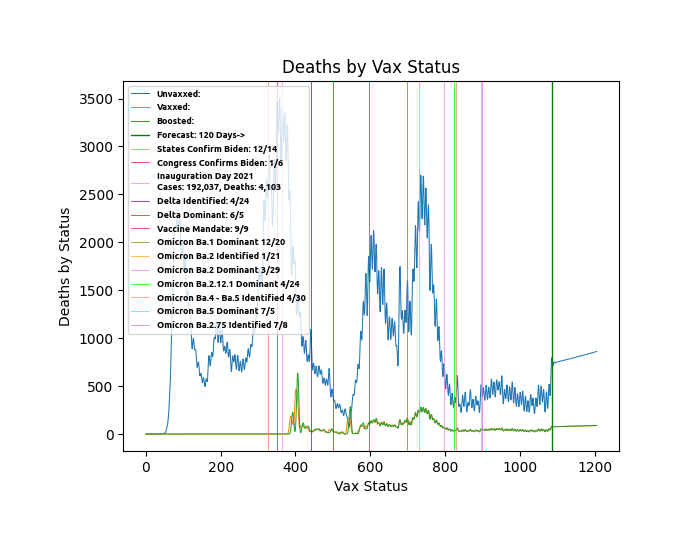 Deaths by Vax Status
Deaths by Status
3500
3000
2500
2000
1500
1000
500
0
Unvaxxed:
Vaxxed:
Boosted:
Forecast: 120 Days->
States Confirm Biden: 12/14
Congress Confirms Biden: 1/6
Inauguration Day 2021
Cases: 192,037, Deaths: 4,103
Delta Identified: 4/24
Delta Dominant: 6/5
Vaccine Mandate: 9/9
Omicron Ba.1 Dominant 12/20
Omicron Ba.2 Identified 1/21
Omicron Ba.2 Dominant 3/29
Omicron Ba.2.12.1 Dominant 4/24
Omicron Ba.4 - Ba.5 Identified 4/30
Omicron Ba.5 Dominant 7/5
Omicron Ba.2.75 Identified 7/8
0 200 400 600 800 1000 1200
Vax Status